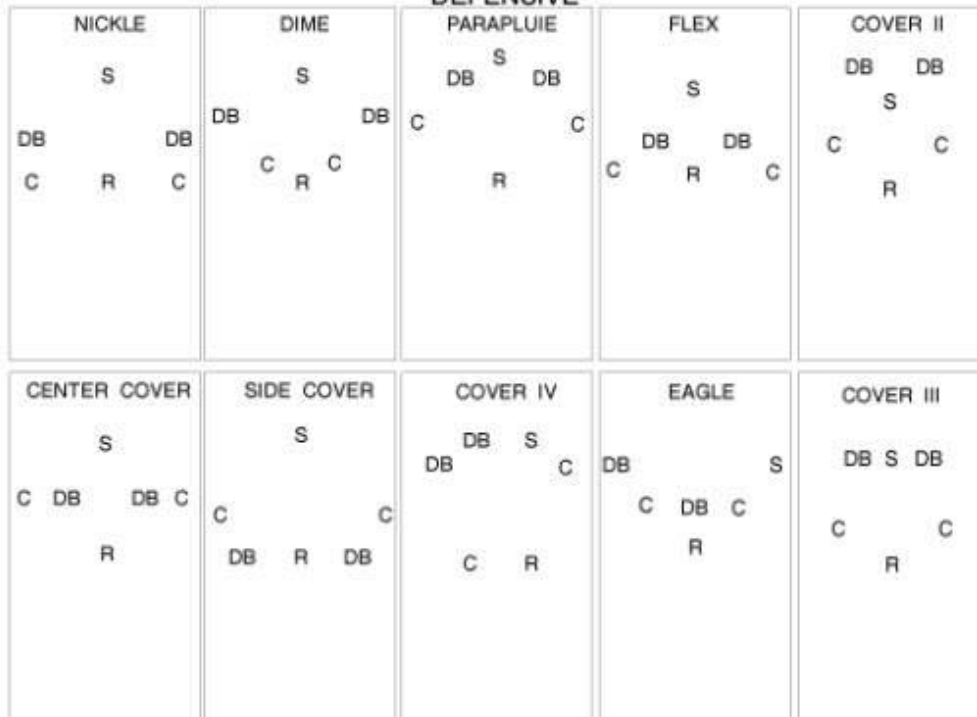 DEFENSIVE
NICKLE
S
DB DB
C R C
DIME
S
DB DB
C C
R
PARAPLUIE
S
DB DB
C C
R
FLEX
S
DB DB
C R C
COVER II
DB DB
S
C C
R
CENTER COVER
S
C DB DB C
R
SIDE COVER
S
C C
DB R DB
COVER IV
DB S
DB C
C R
EAGLE
DB S
C DB C
R
COVER III
DB S DB
C C
R